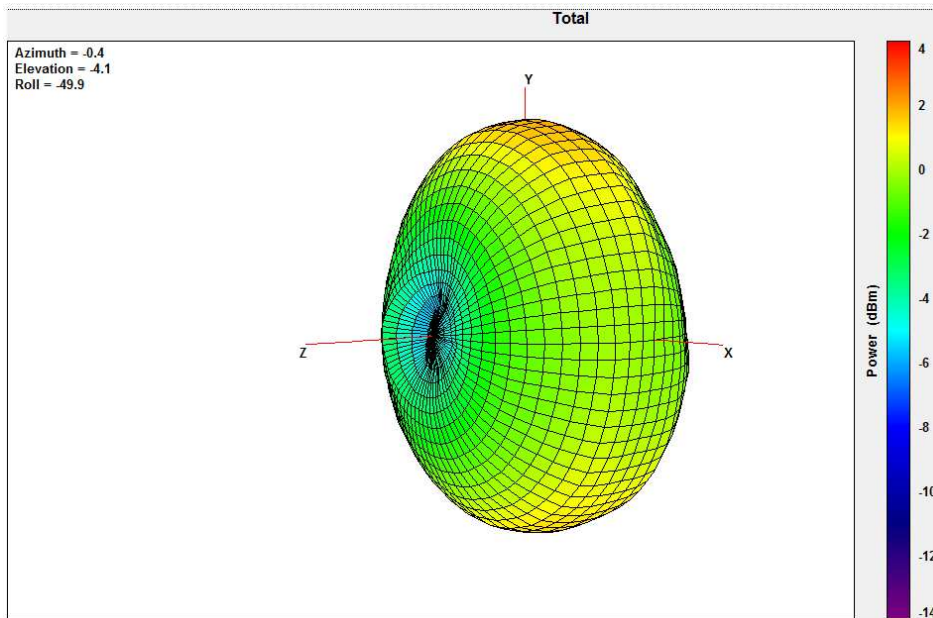 Total
Azimuth = -0.4
Elevation = -4.1
Roll = -49.9
Y
Z
X
Power (dBm)
4
2
0
-2
-4
-6
-8
-10
-12
-14